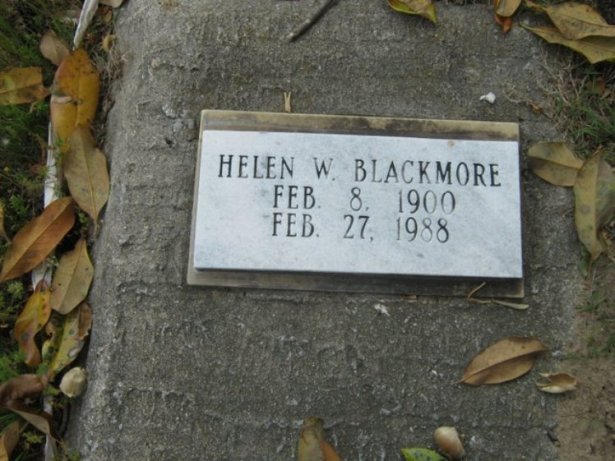 HELEN W. BLACKMORE
FEB. 8, 1900
FEB. 27, 1988